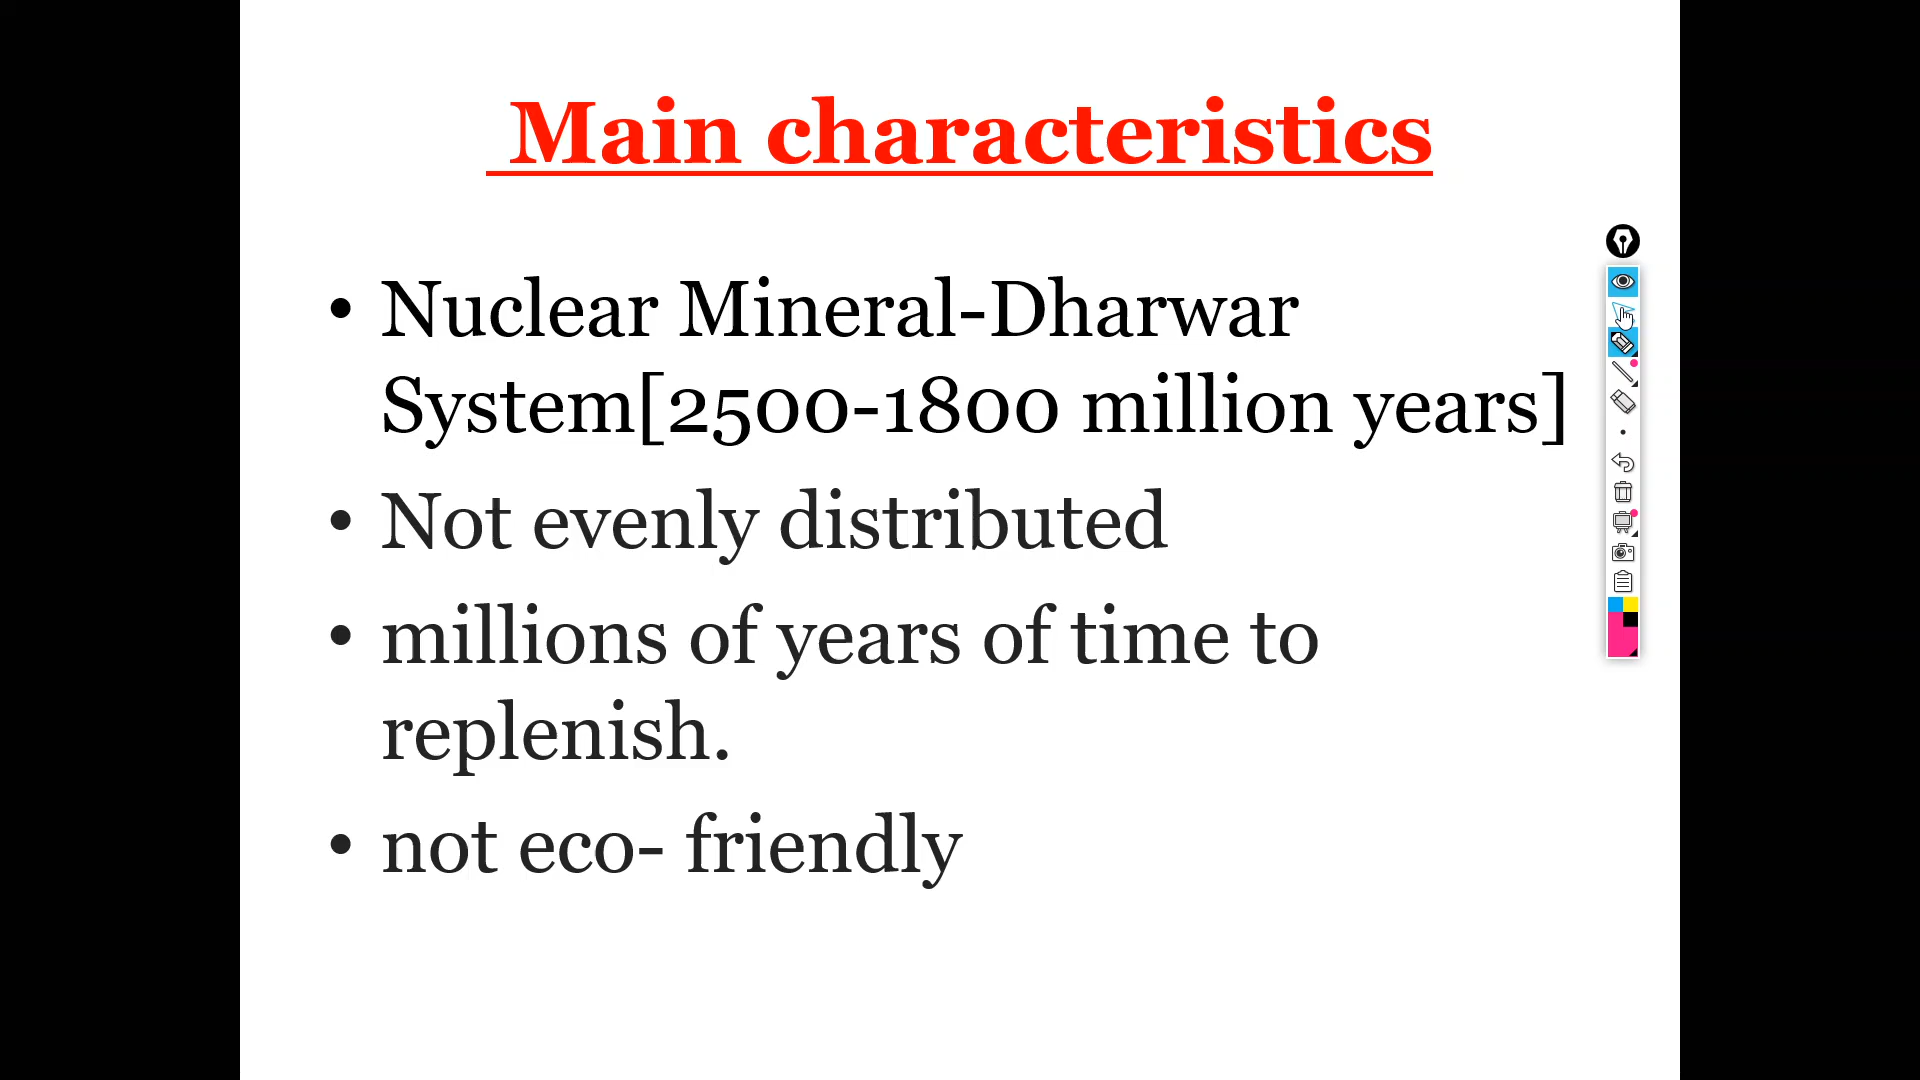 Main characteristics
• Nuclear Mineral-Dharwar
System[2500-1800 million years]
• Not evenly distributed
• millions of years of time to
replenish.
• not eco- friendly